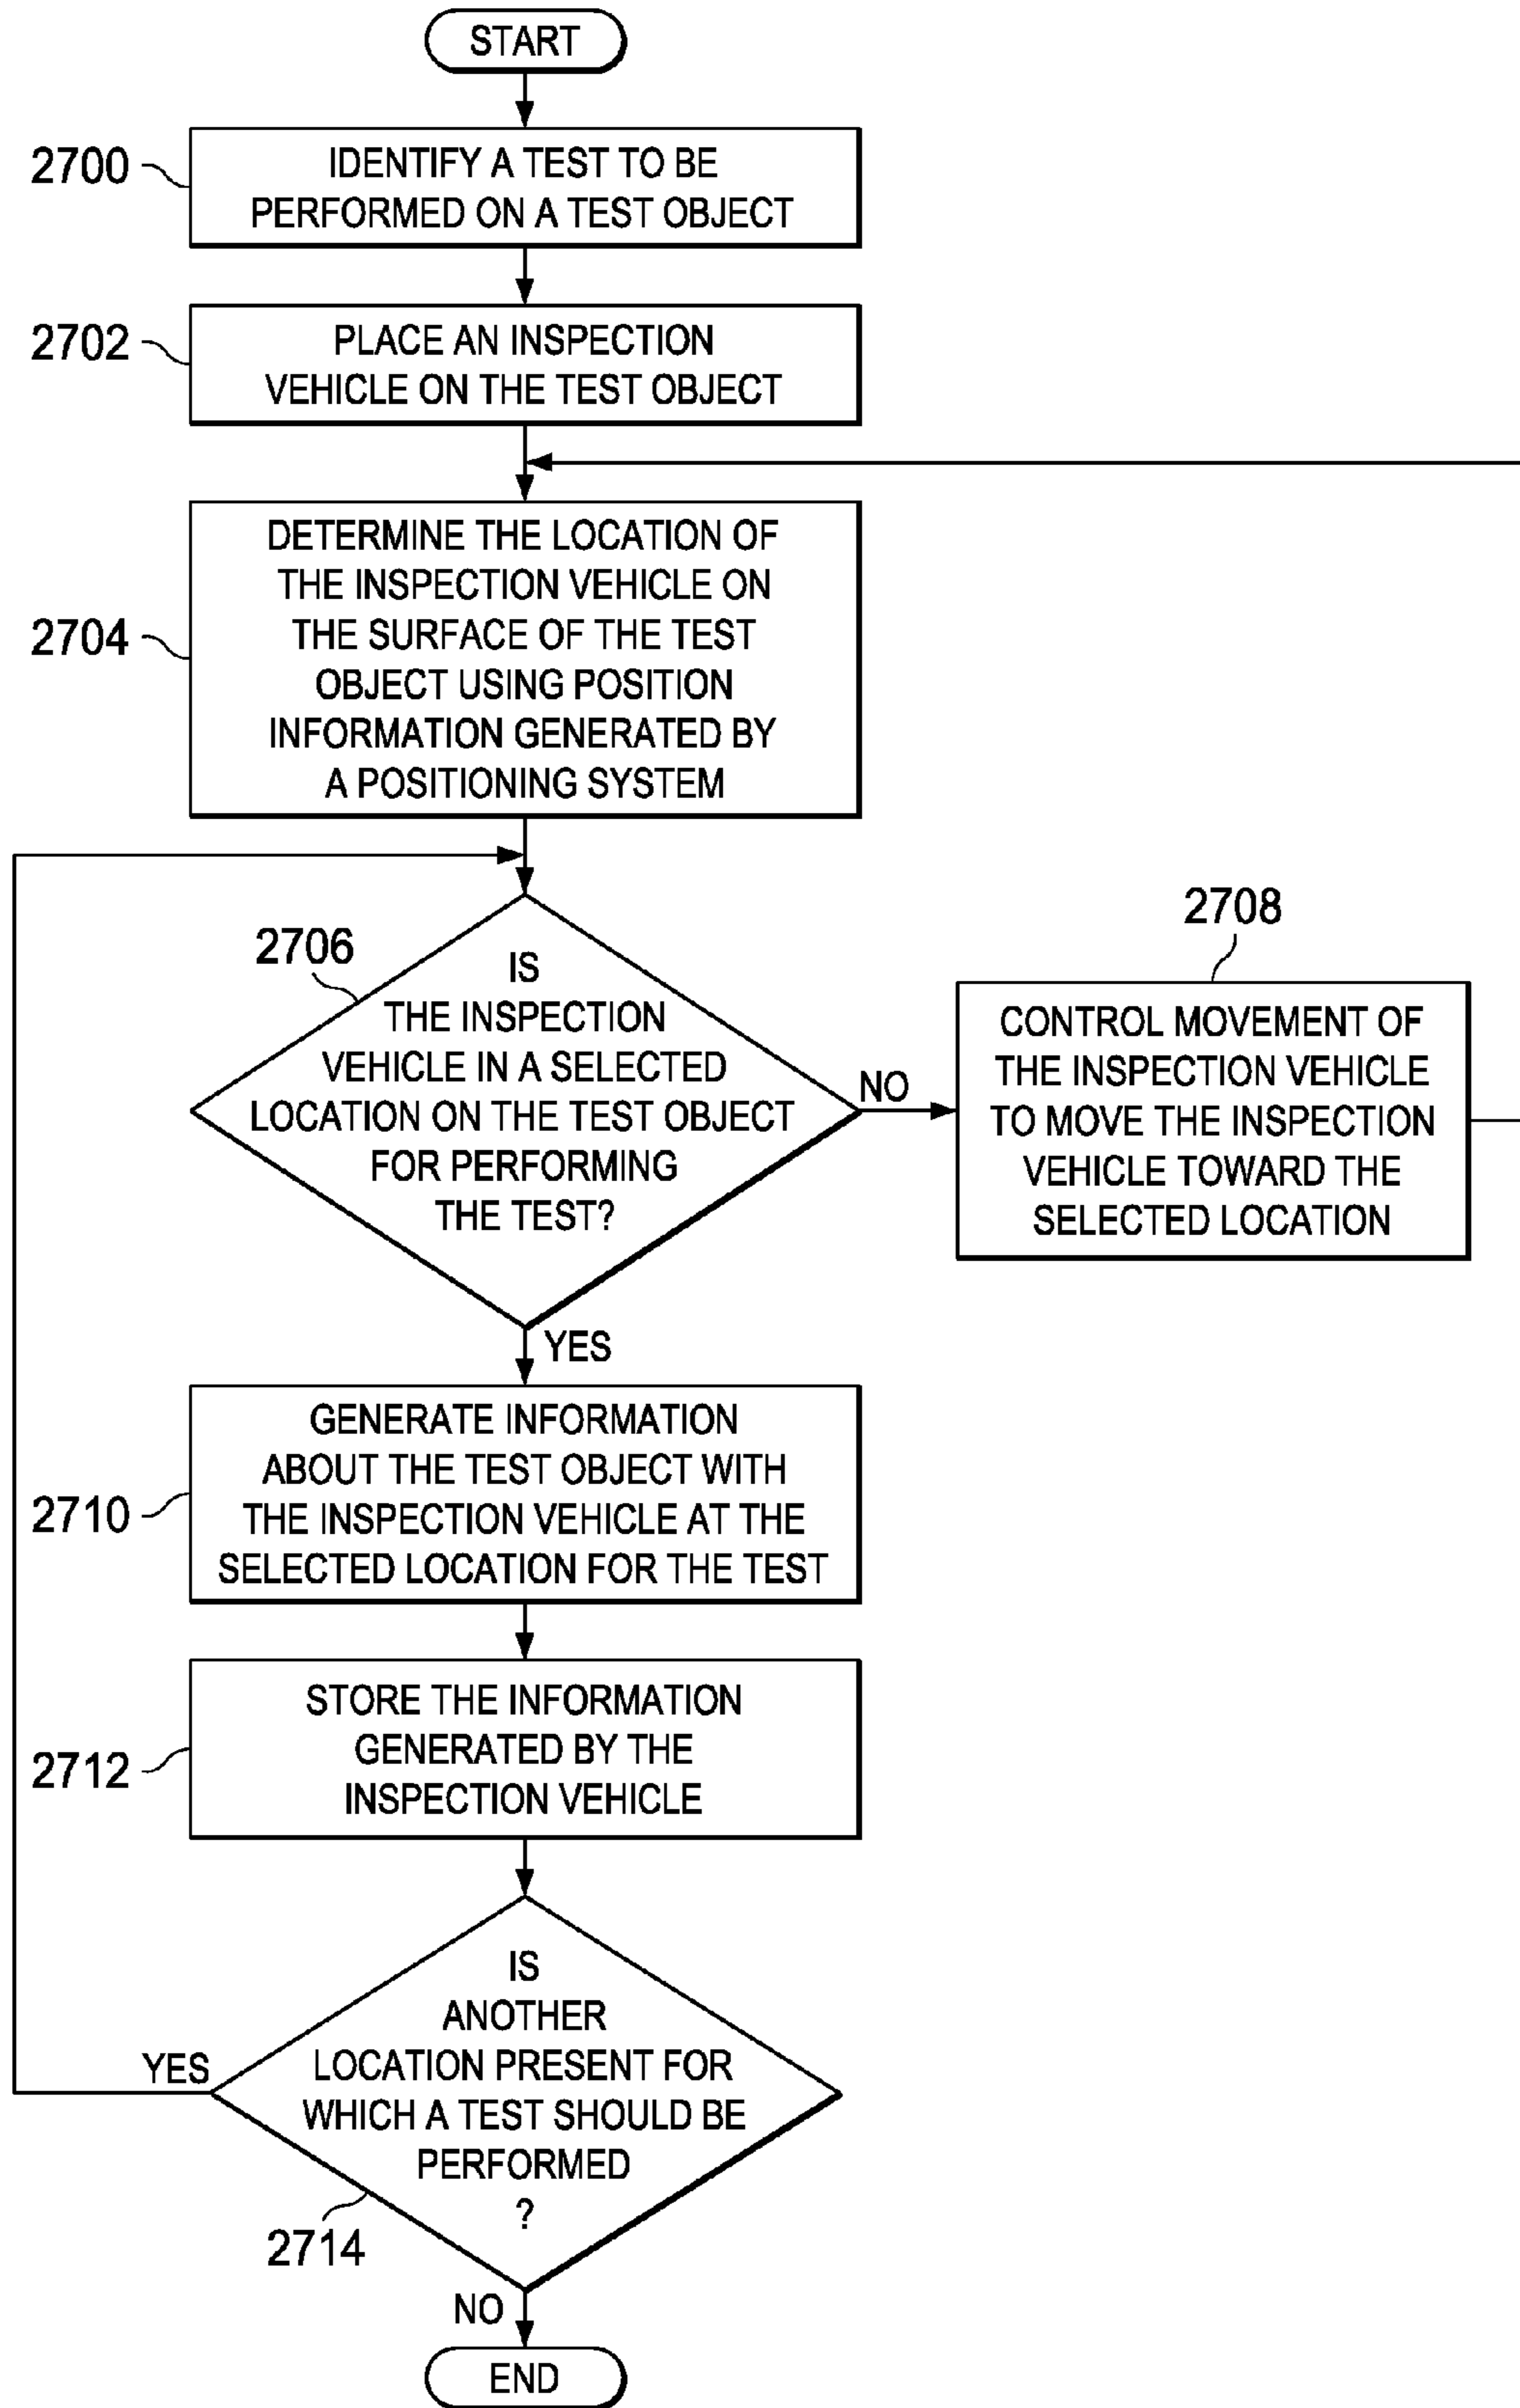 START
2700
IDENTIFY A TEST TO BE
PERFORMED ON A TEST OBJECT
2702
PLACE AN INSPECTION
VEHICLE ON THE TEST OBJECT
2704
DETERMINE THE LOCATION OF
THE INSPECTION VEHICLE ON
THE SURFACE OF THE TEST
OBJECT USING POSITION
INFORMATION GENERATED BY
A POSITIONING SYSTEM
2706
IS
THE INSPECTION
VEHICLE IN A SELECTED
LOCATION ON THE TEST OBJECT
FOR PERFORMING
THE TEST?
NO
2708
CONTROL MOVEMENT OF
THE INSPECTION VEHICLE
TO MOVE THE INSPECTION
VEHICLE TOWARD THE
SELECTED LOCATION
YES
2710
GENERATE INFORMATION
ABOUT THE TEST OBJECT WITH
THE INSPECTION VEHICLE AT THE
SELECTED LOCATION FOR THE TEST
2712
STORE THE INFORMATION
GENERATED BY THE
INSPECTION VEHICLE
IS
ANOTHER
LOCATION PRESENT FOR
WHICH A TEST SHOULD BE
PERFORMED
?
YES
2714
NO
END